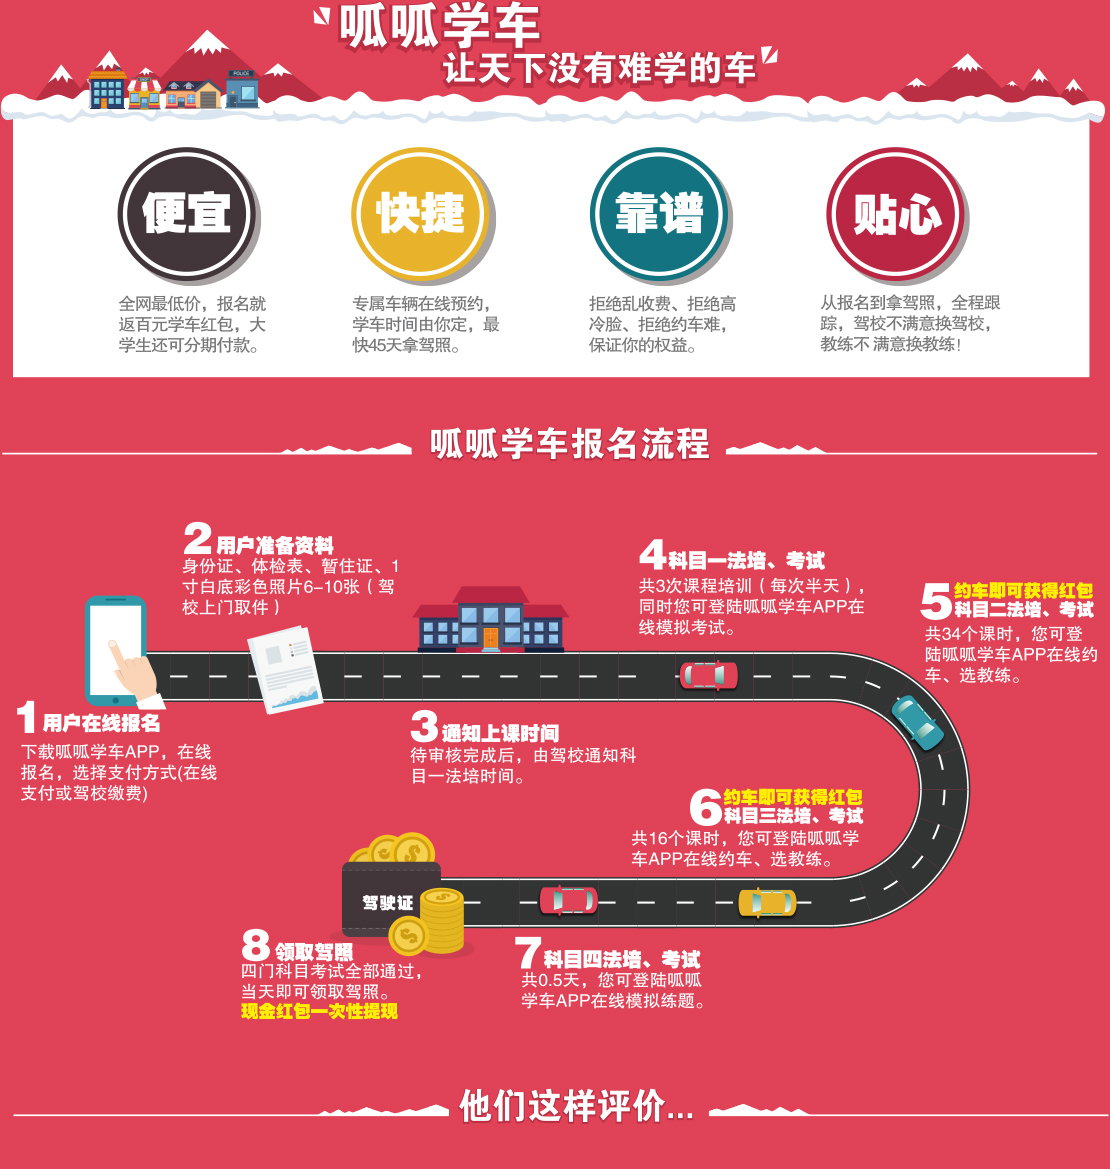 呱呱学车
让天下没有难学的车
POLICE
便宜
全网最低价，报名就
返百元学车红包，大
学生还可分期付款。
快捷
专属车辆在线预约，
学车时间由你定，最
快45天拿驾照。
靠谱
拒绝乱收费、拒绝高
冷脸、拒绝约车难，
保证你的权益。
贴心
从报名到拿驾照，全程跟
踪，驾校不满意换驾校，
教练不 满意换教练！
呱呱学车报名流程
1 用户在线报名
下载呱呱学车APP，在线
报名，选择支付方式(在线
支付或驾校缴费)
2 用户准备资料
身份证、体检表、暂住证、1
寸白底彩色照片6-10张（驾
校上门取件）
3 通知上课时间
待审核完成后，由驾校通知科
目一法培时间。
4 科目一法培、考试
共3次课程培训（每次半天），
同时您可登陆呱呱学车APP在
线模拟考试。
5 约车即可获得红包
科目二法培、考试
共34个课时，您可登
陆呱呱学车APP在线约
车、选教练。
6 约车即可获得红包
科目三法培、考试
共16个课时，您可登陆呱呱学
车APP在线约车、选教练。
7 科目四法培、考试
共0.5天，您可登陆呱呱
学车APP在线模拟练题。
驾驶证
8 领取驾照
四门科目考试全部通过，
当天即可领取驾照。
现金红包一次性提现
他们这样评价...